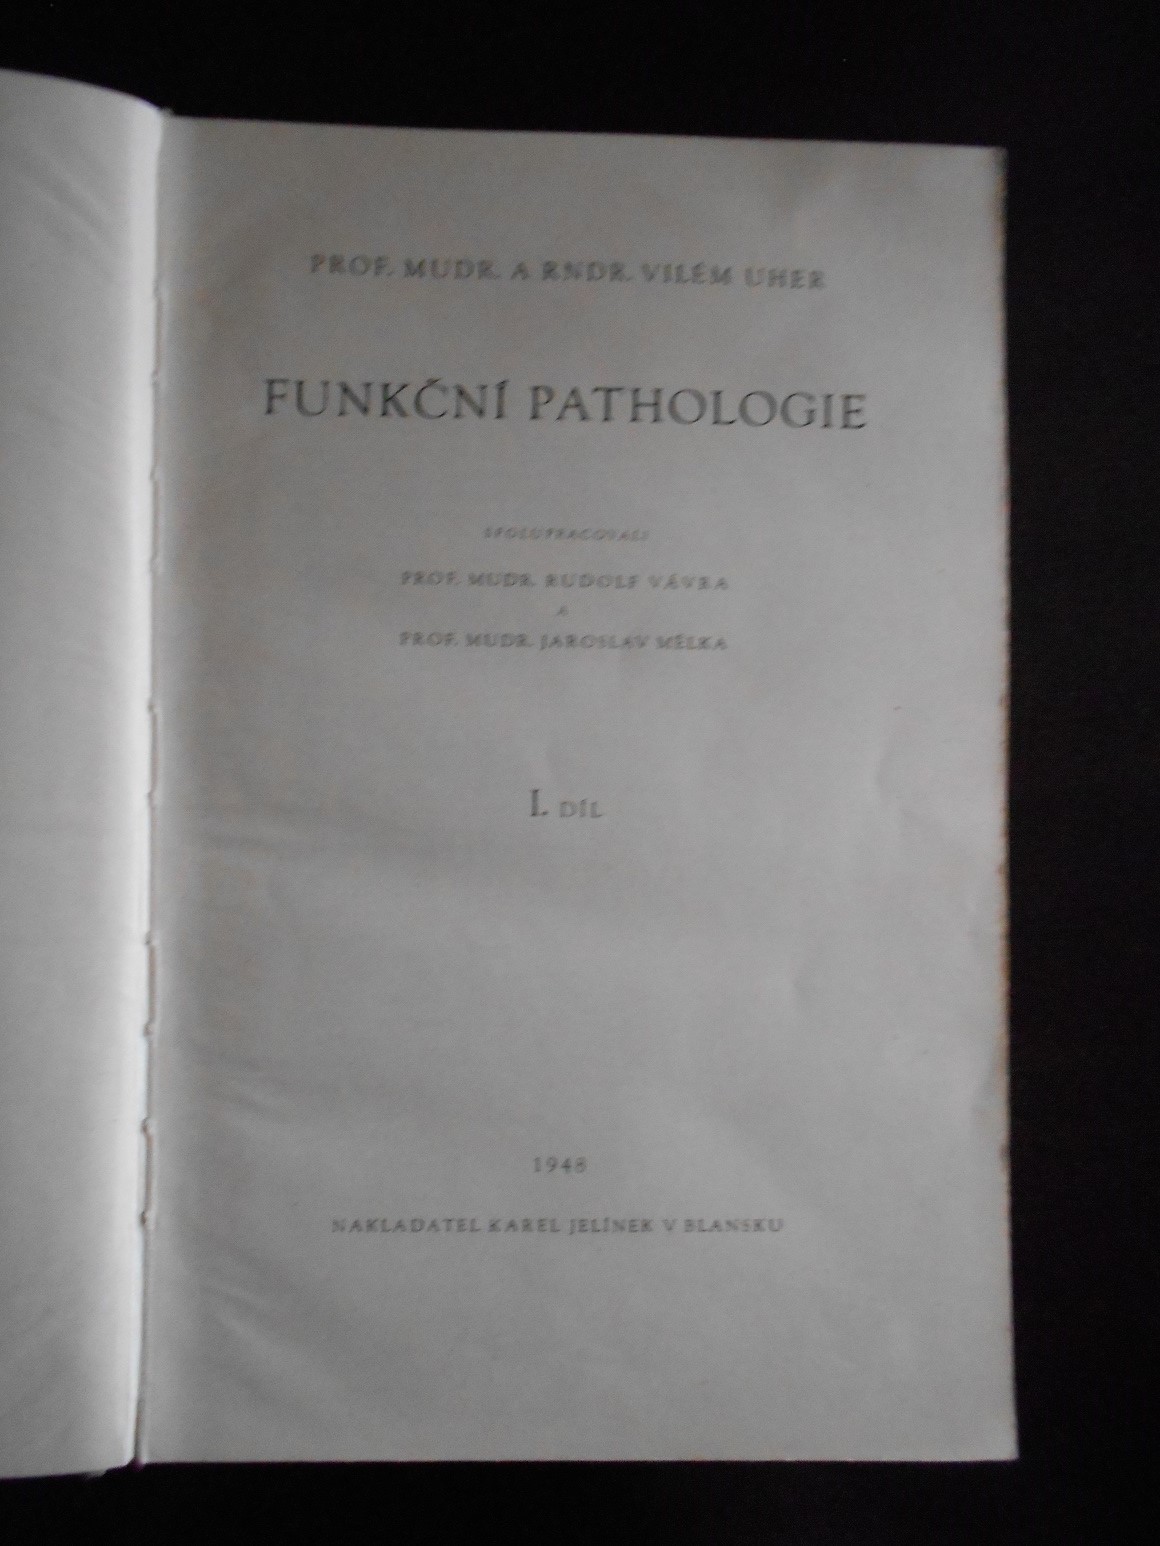 PROF. MUDR. A RNDR. VILÉM UHER
FUNKČNÍ PATHOLOGIE
SPOLUPRACOVALI
PROF. MUDR. RUDOLF VÁVRA
A
PROF. MUDR. JAROSLAV MELKA
I. DÍL
1948
NAKLADATEL KAREL JELÍNEK V BLANSKU